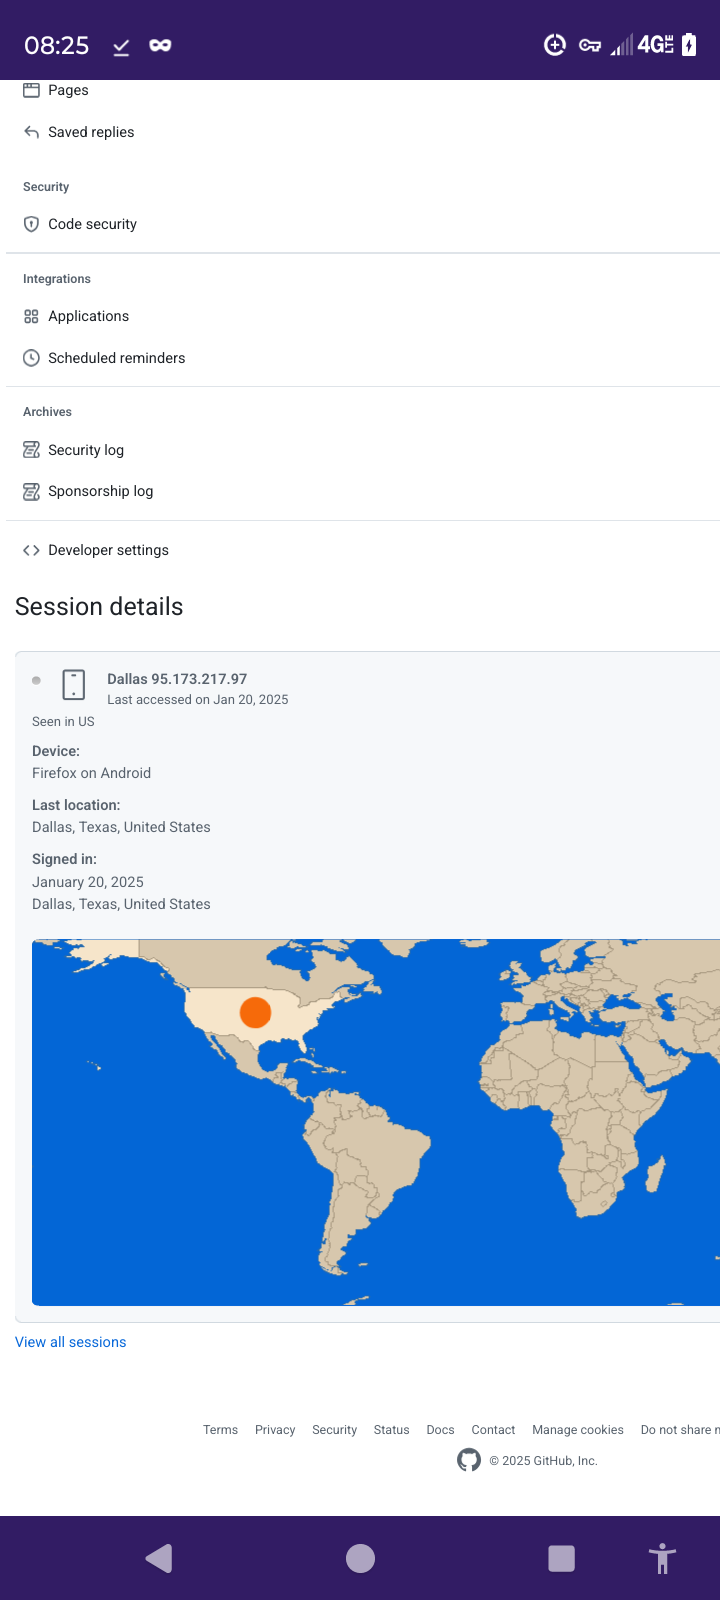 08:25
4G LTE
Pages
Saved replies
Security
Code security
Integrations
Applications
Scheduled reminders
Archives
Security log
Sponsorship log
Developer settings
Session details
Dallas 95.173.217.97
Last accessed on Jan 20, 2025
Seen in US
Device:
Firefox on Android
Last location:
Dallas, Texas, United States
Signed in:
January 20, 2025
Dallas, Texas, United States
View all sessions
Terms Privacy Security Status Docs Contact Manage cookies Do not share
© 2025 GitHub, Inc.